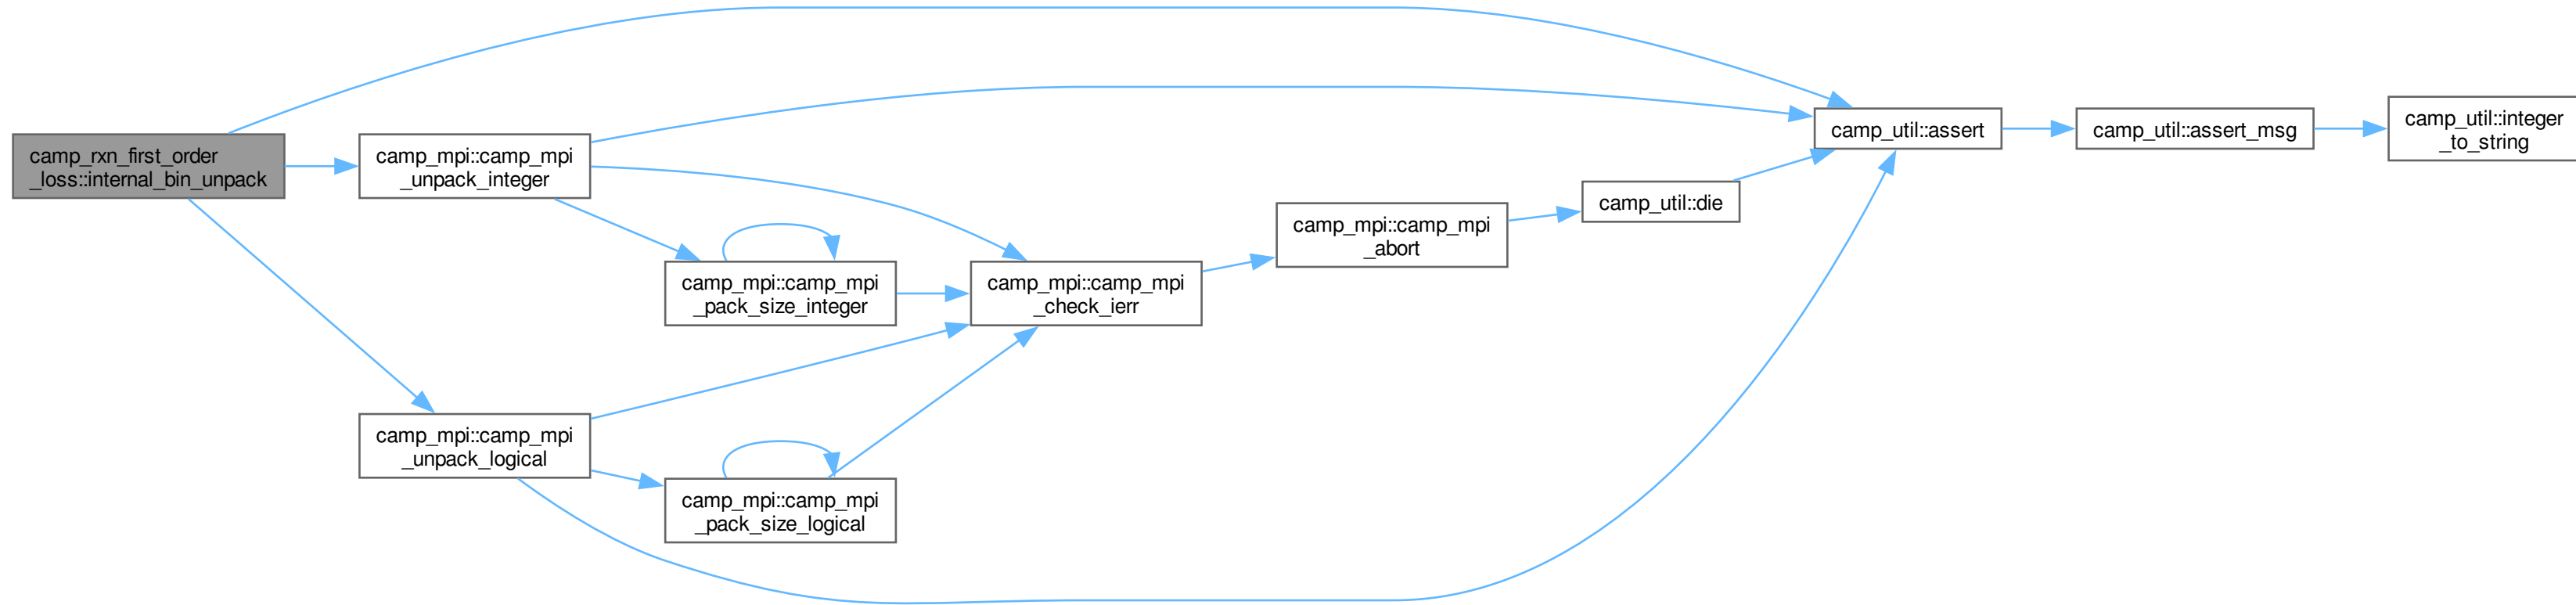 camp_rxn_first_order
_loss::internal_bin_unpack
camp_mpi::camp_mpi
_unpack_integer
camp_mpi::camp_mpi
_unpack_logical
camp_mpi::camp_mpi
_pack_size_integer
camp_mpi::camp_mpi
_pack_size_logical
camp_mpi::camp_mpi
_check_ierr
camp_mpi::camp_mpi
_abort
camp_util::die
camp_util::assert
camp_util::assert_msg
camp_util::integer
_to_string